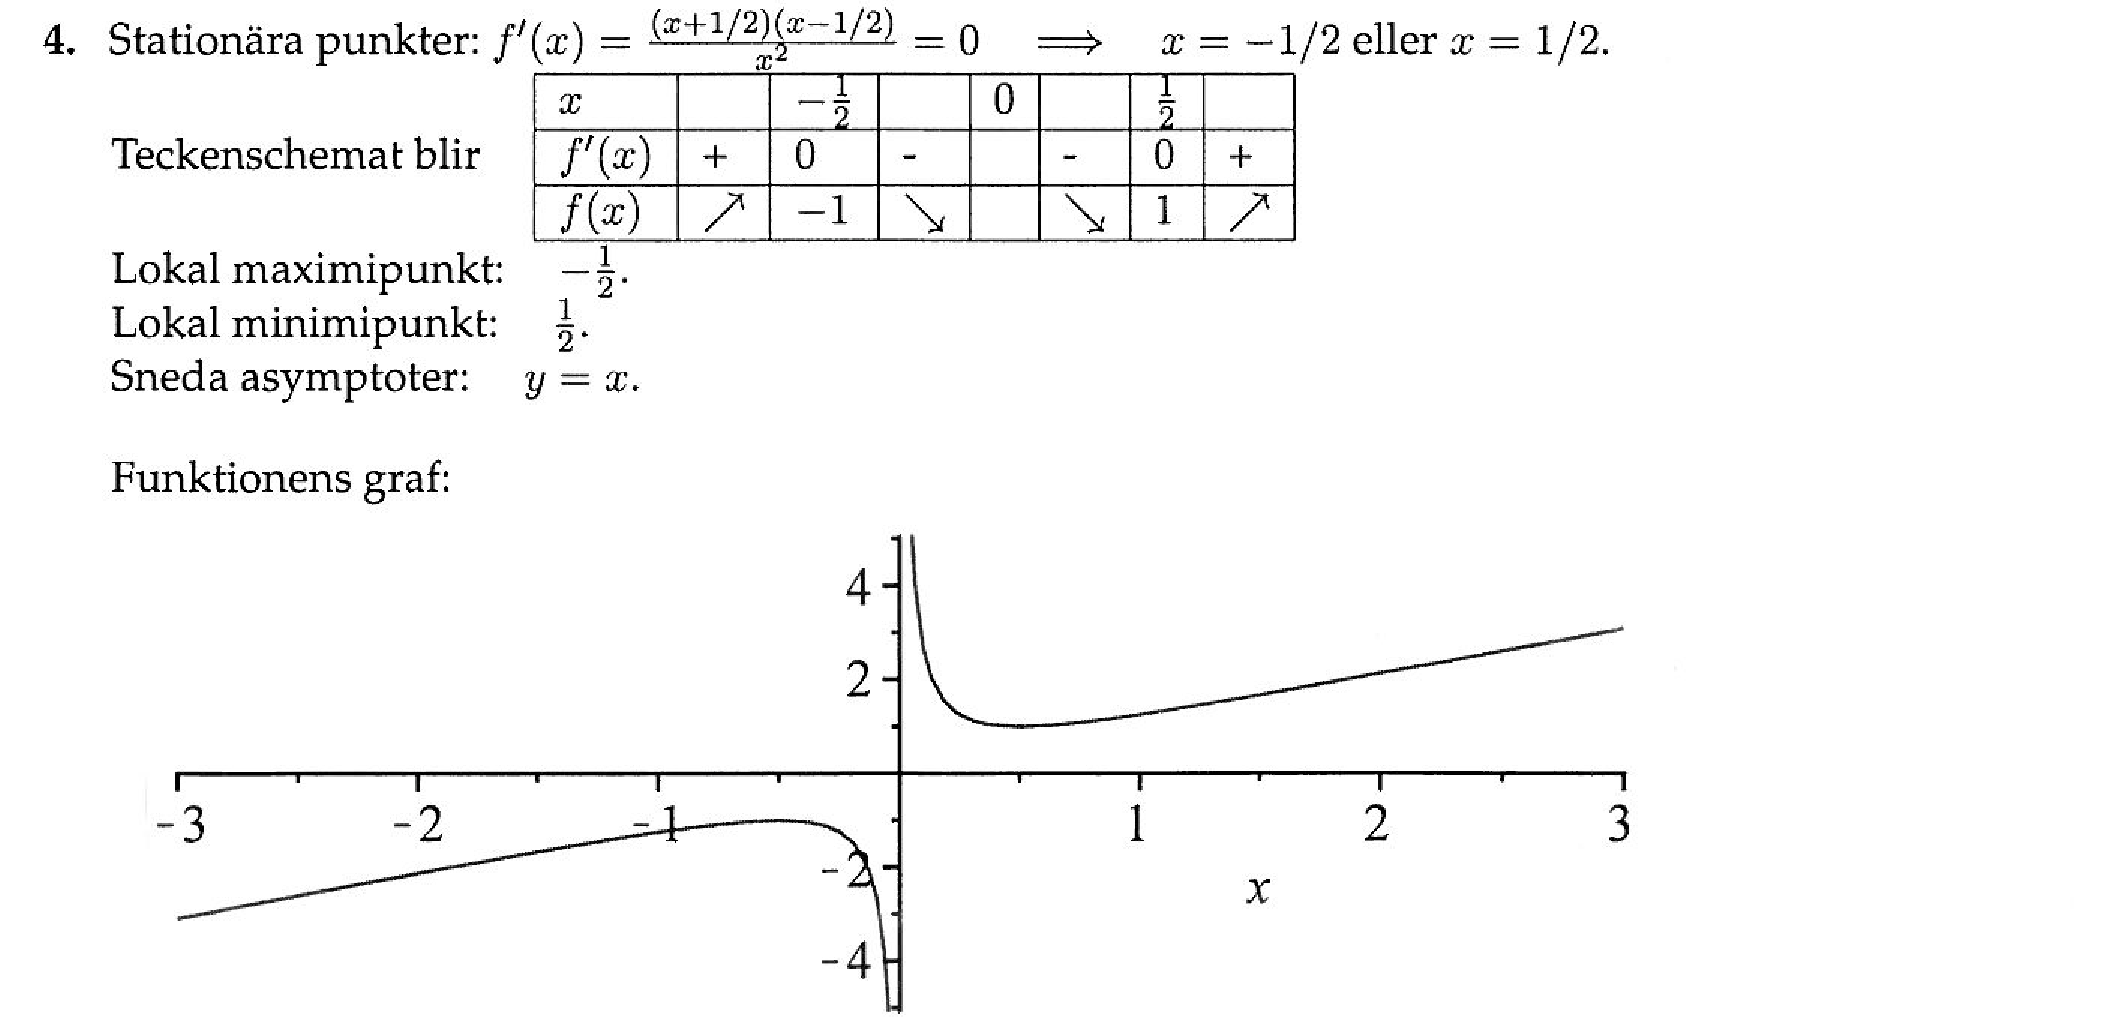 4. Stationära punkter: f′(x) = (x+1/2)(x−1/2)/x² = 0 ⟹ x = −1/2 eller x = 1/2.
x −1/2 0 1/2
Teckenschemat blir f′(x) + 0 - - 0 +
f(x) ↗ −1 ↘ ↘ 1 ↗
Lokal maximipunkt: −1/2.
Lokal minimipunkt: 1/2.
Sneda asymptoter: y = x.
Funktionens graf:
4
2
-3 -2 -1 1 2 3
-2
x
-4